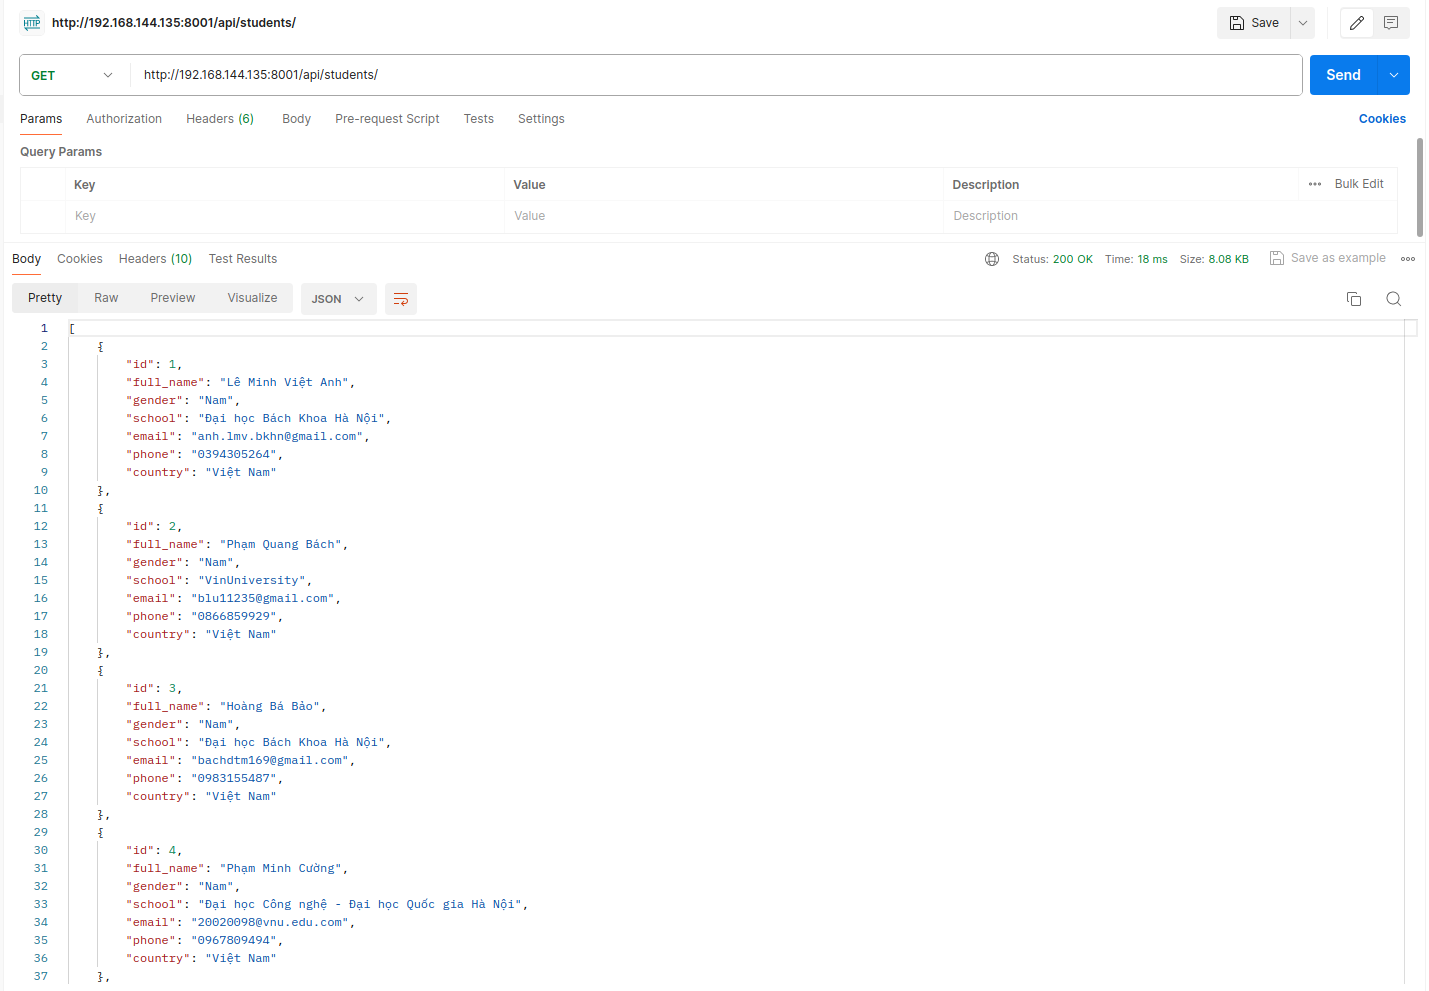 HTTP http://192.168.144.135:8001/api/students/ Save
GET http://192.168.144.135:8001/api/students/ Send
Params Authorization Headers (6) Body Pre-request Script Tests Settings Cookies
Query Params
Key Value Description ••• Bulk Edit
Key Value Description
Body Cookies Headers (10) Test Results Status: 200 OK Time: 18 ms Size: 8.08 KB Save as example
Pretty Raw Preview Visualize JSON
1 [
2 {
3 "id": 1,
4 "full_name": "Lê Minh Việt Anh",
5 "gender": "Nam",
6 "school": "Đại học Bách Khoa Hà Nội",
7 "email": "anh.lmv.bkhn@gmail.com",
8 "phone": "0394305264",
9 "country": "Việt Nam"
10 },
11 {
12 "id": 2,
13 "full_name": "Phạm Quang Bách",
14 "gender": "Nam",
15 "school": "VinUniversity",
16 "email": "blu11235@gmail.com",
17 "phone": "0866859929",
18 "country": "Việt Nam"
19 },
20 {
21 "id": 3,
22 "full_name": "Hoàng Bá Bảo",
23 "gender": "Nam",
24 "school": "Đại học Bách Khoa Hà Nội",
25 "email": "bachdtm169@gmail.com",
26 "phone": "0983155487",
27 "country": "Việt Nam"
28 },
29 {
30 "id": 4,
31 "full_name": "Phạm Minh Cường",
32 "gender": "Nam",
33 "school": "Đại học Công nghệ - Đại học Quốc gia Hà Nội",
34 "email": "20020098@vnu.edu.com",
35 "phone": "0967809494",
36 "country": "Việt Nam"
37 },